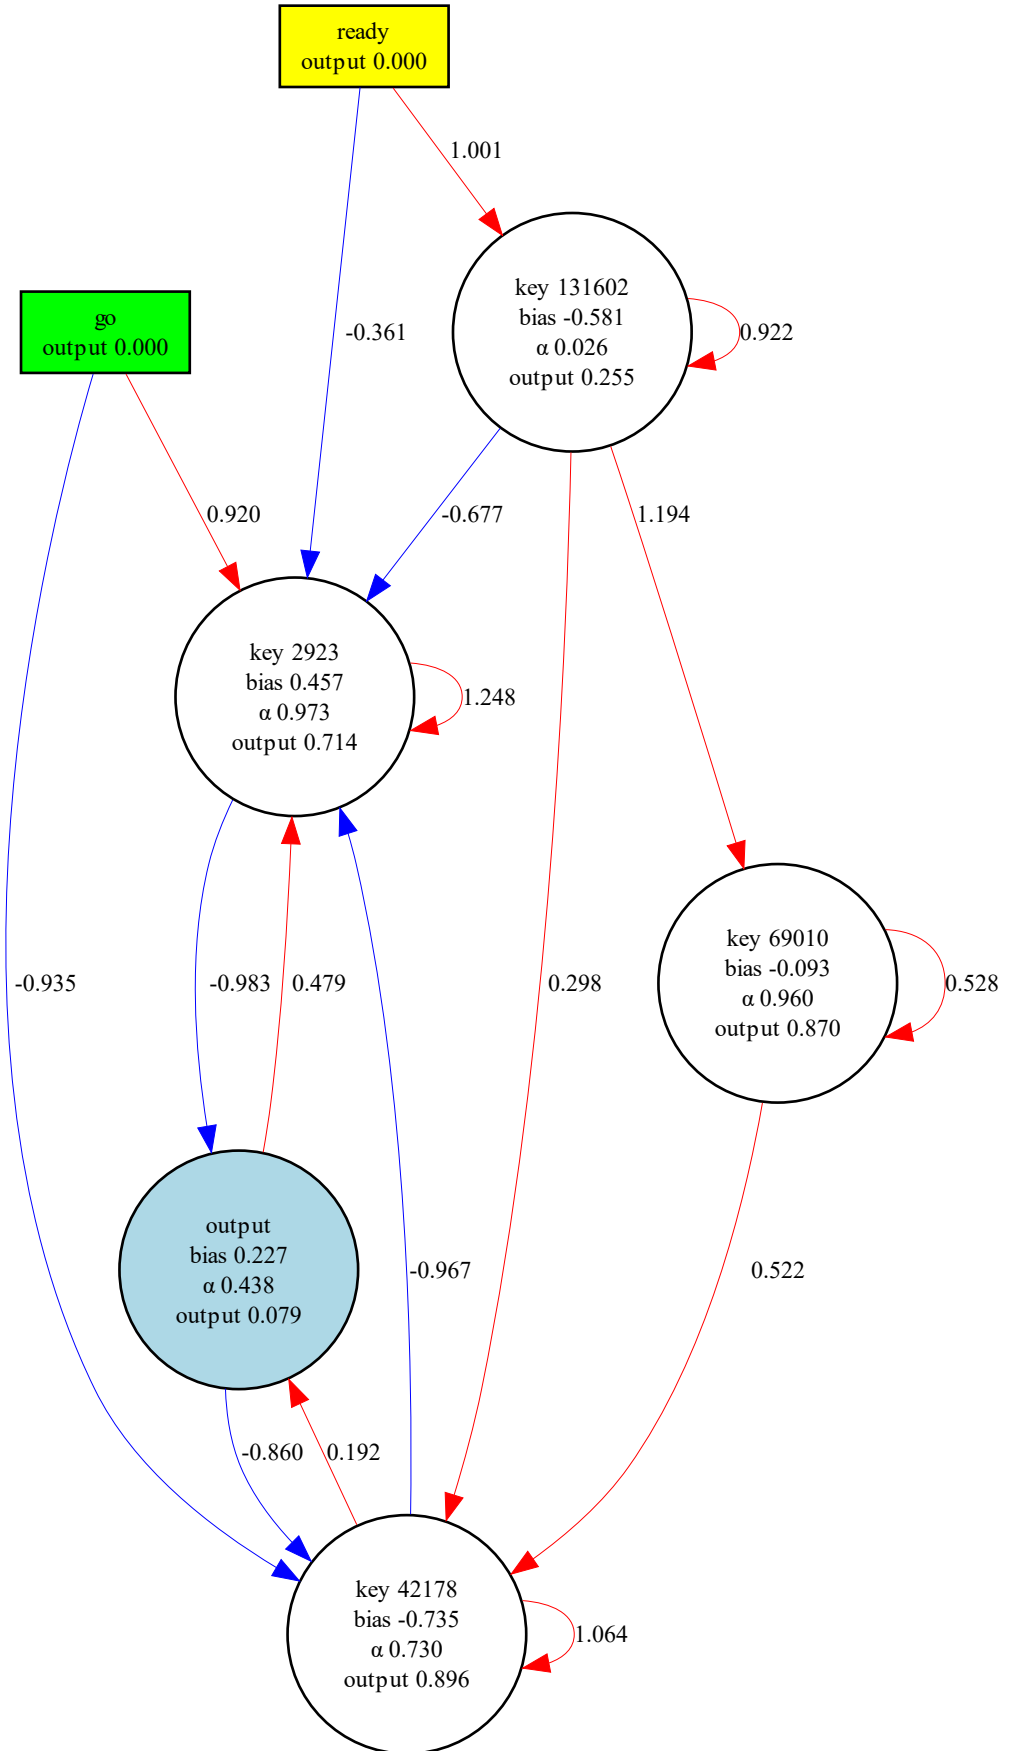 ready
output 0.000
1.001
key 131602
bias -0.581
α 0.026
output 0.255
0.922
go
output 0.000
-0.361
0.920
-0.677
1.194
key 2923
bias 0.457
α 0.973
output 0.714
1.248
-0.935
-0.983
0.479
0.298
key 69010
bias -0.093
α 0.960
output 0.870
0.528
output
bias 0.227
α 0.438
output 0.079
-0.967
0.522
-0.860
0.192
key 42178
bias -0.735
α 0.730
output 0.896
1.064